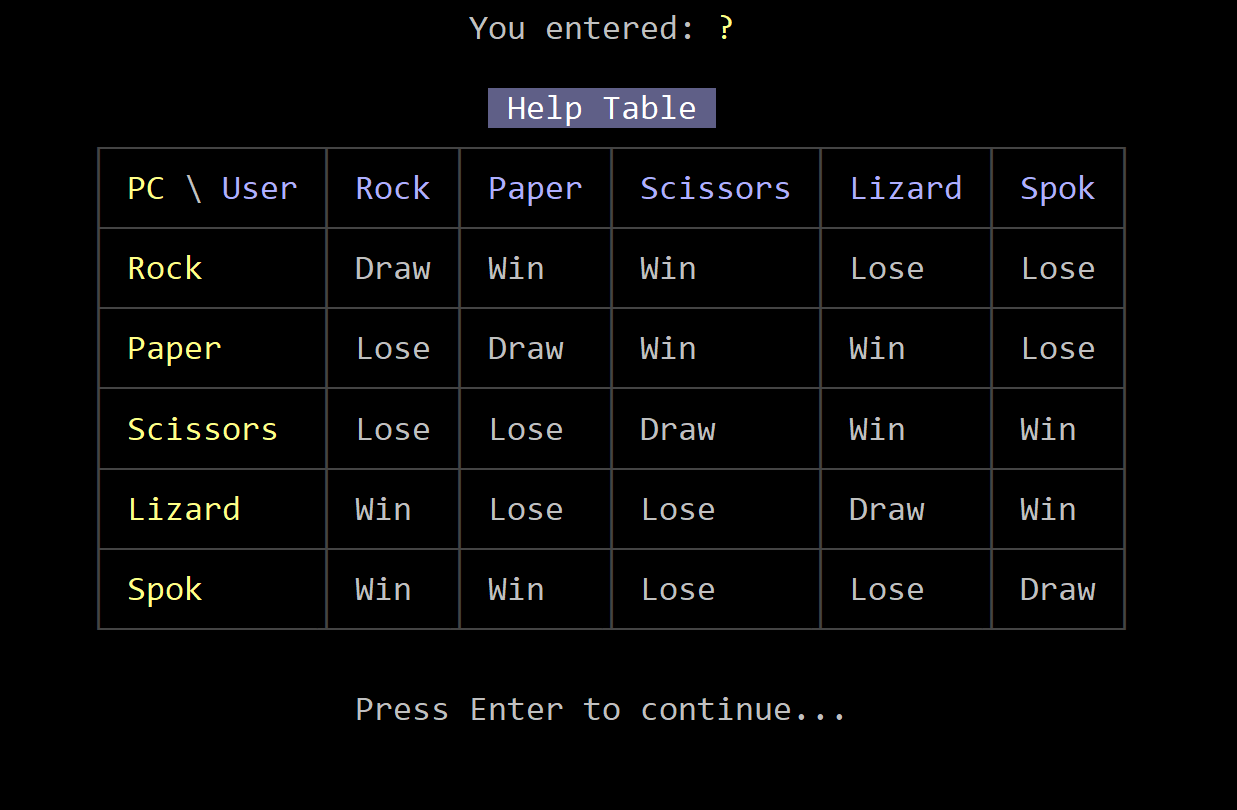 You entered: ?
Help Table
PC \ User Rock Paper Scissors Lizard Spok
Rock Draw Win Win Lose Lose
Paper Lose Draw Win Win Lose
Scissors Lose Lose Draw Win Win
Lizard Win Lose Lose Draw Win
Spok Win Win Lose Lose Draw
Press Enter to continue...